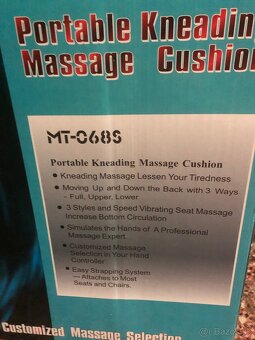 Portable Kneadin
Massage Cushion
MT-068S
Portable Kneading Massage Cushion
• Kneading Massage Lessen Your Tiredness
• Moving Up and Down the Back with 3 Ways
- Full, Upper, Lower
• 3 Styles and Speed Vibrating Seat Massage
Increase Bottom Circulation
• Simulates the Hands of A Professional
Massage Expert.
• Customized Massage
Selection in Your Hand
Controller
• Easy Strapping System
— Attaches to Most
Seats and Chairs.
Customized Massage Selection